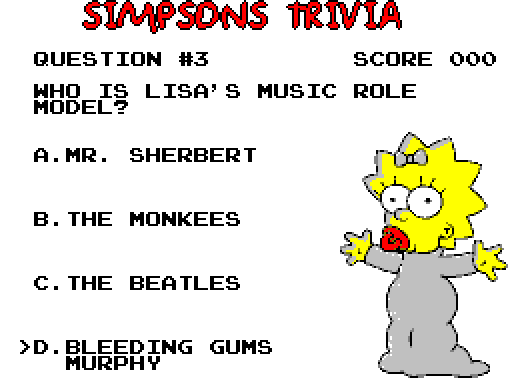 SIMPSONS TRIVIA
QUESTION #3 SCORE 000
WHO IS LISA'S MUSIC ROLE
MODEL?
A.MR. SHERBERT
B.THE MONKEES
C.THE BEATLES
>D.BLEEDING GUMS
MURPHY